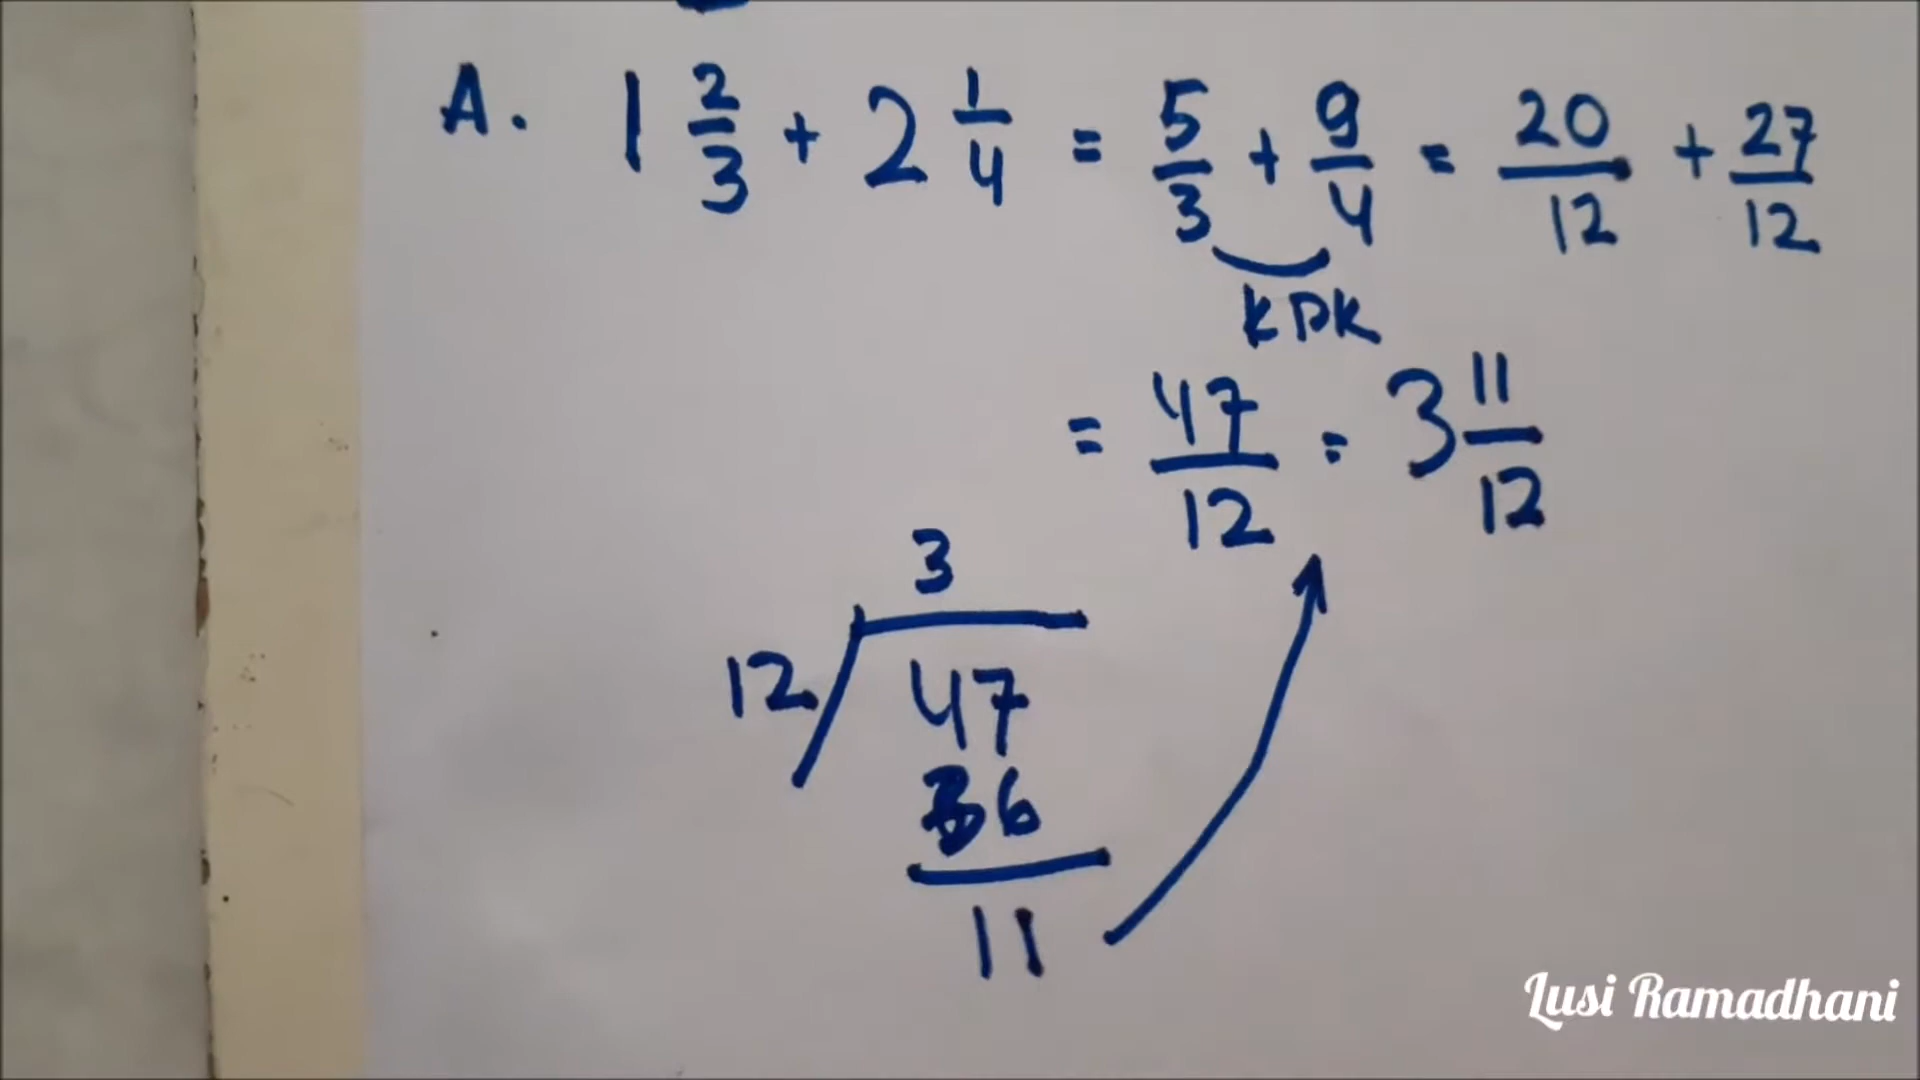 A. 1 2/3 + 2 1/4 = 5/3 + 9/4 = 20/12 + 27/12
KPK
= 47/12 = 3 11/12
3
12 47
36
11
Lusi Ramadhani